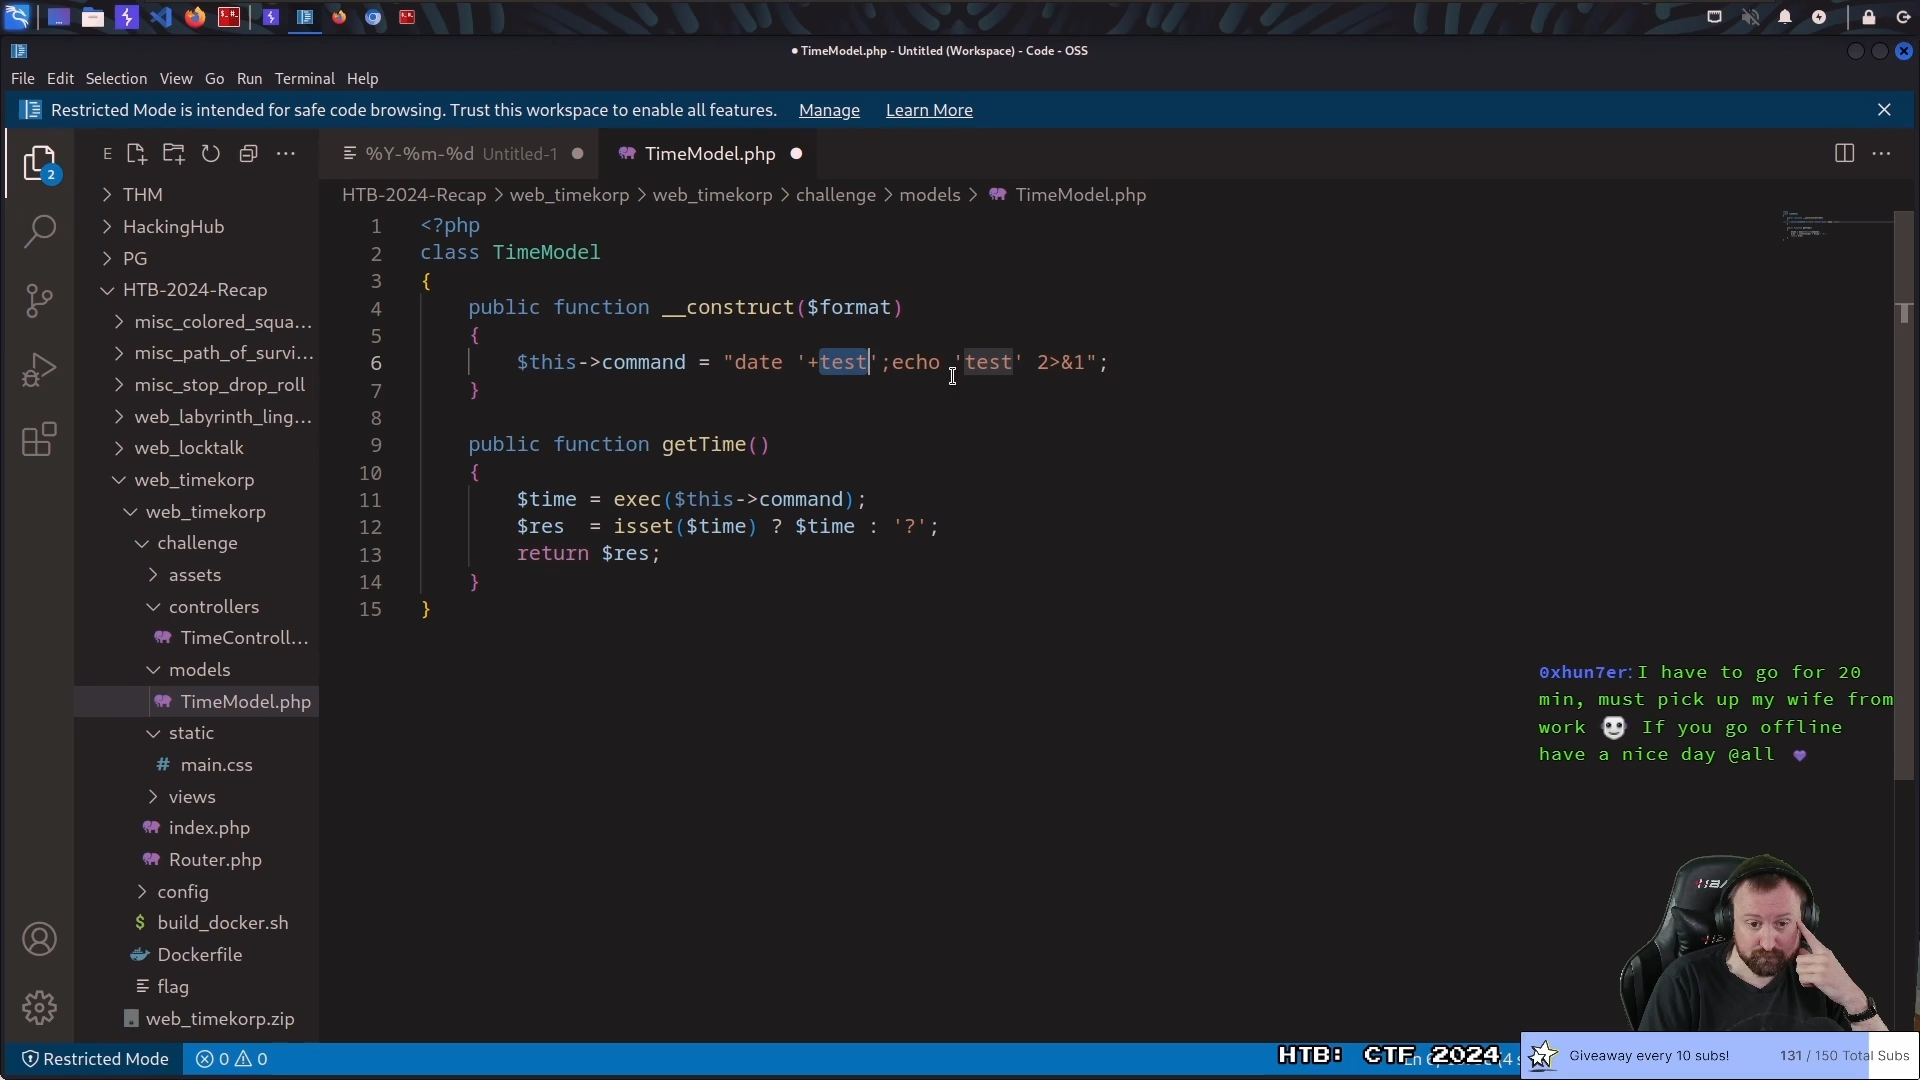 TimeModel.php - Untitled (Workspace) - Code - OSS
File Edit Selection View Go Run Terminal Help
Restricted Mode is intended for safe code browsing. Trust this workspace to enable all features. Manage Learn More
2
E
%Y-%m-%d Untitled-1
TimeModel.php
HTB-2024-Recap > web_timekorp > web_timekorp > challenge > models > TimeModel.php
THM
HackingHub
PG
HTB-2024-Recap
misc_colored_squa...
misc_path_of_survi...
misc_stop_drop_roll
web_labyrinth_ling...
web_locktalk
web_timekorp
web_timekorp
challenge
assets
controllers
TimeControll...
models
TimeModel.php
static
# main.css
views
index.php
Router.php
config
$ build_docker.sh
Dockerfile
flag
web_timekorp.zip
1 <?php
2 class TimeModel
3 {
4 public function __construct($format)
5 {
6 $this->command = "date '+test';echo 'test' 2>&1";
7 }
8
9 public function getTime()
10 {
11 $time = exec($this->command);
12 $res  = isset($time) ? $time : '?';
13 return $res;
14 }
15 }
0xhun7er: I have to go for 20
min, must pick up my wife from
work If you go offline
have a nice day @all
Restricted Mode 0 0
HTB: CTF 2024
Giveaway every 10 subs! 131 / 150 Total Subs